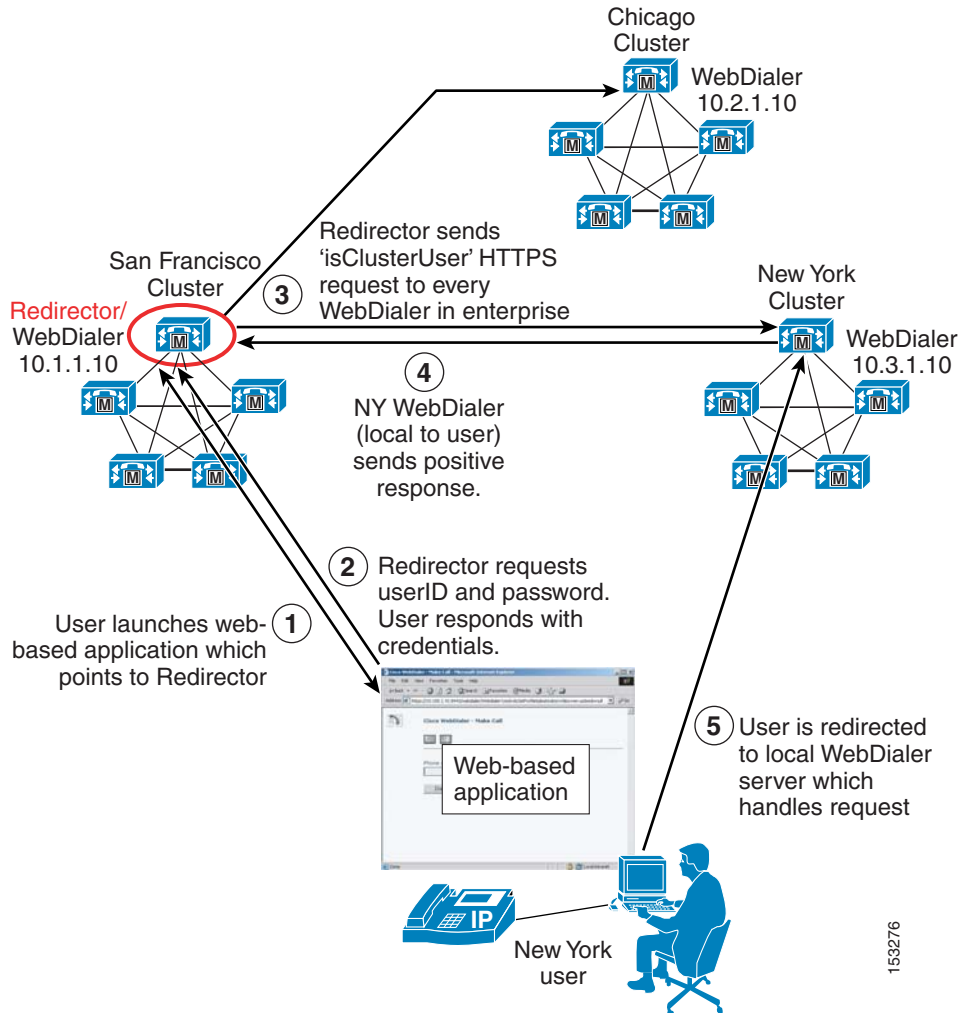 Chicago
Cluster
WebDialer
10.2.1.10
M
M
M
M
M
Redirector sends
'isClusterUser' HTTPS
request to every
WebDialer in enterprise
3
San Francisco
Cluster
Redirector/
WebDialer
10.1.1.10
M
M
M
M
M
New York
Cluster
WebDialer
10.3.1.10
M
M
M
M
M
4
NY WebDialer
(local to user)
sends positive
response.
2
Redirector requests
userID and password.
User responds with
credentials.
1
User launches web-
based application which
points to Redirector
Cisco WebDialer - Make Call
Web-based
application
5
User is redirected
to local WebDialer
server which
handles request
IP
New York
user
153276